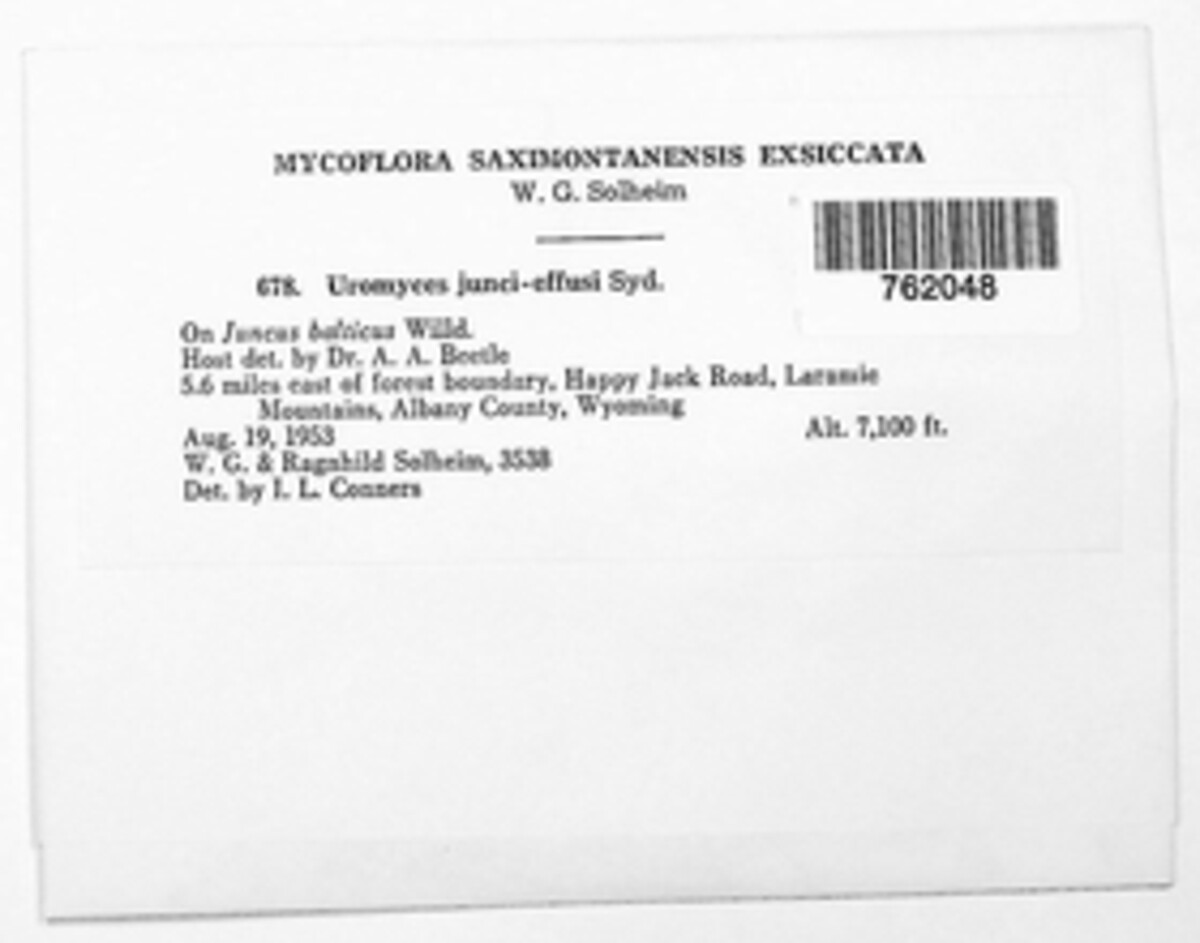 MYCOFLORA SAXIMONTANENSIS EXSICCATA
W. G. Solheim
678. Uromyces junci-effusi Syd.
762048
On Juncus balticus Willd.
Host det. by Dr. A. A. Beetle
5.6 miles east of forest boundary, Happy Jack Road, Laramie
Mountains, Albany County, Wyoming
Aug. 19, 1953
Alt. 7,100 ft.
W. G. & Ragnhild Solheim, 3538
Det. by I. L. Conners